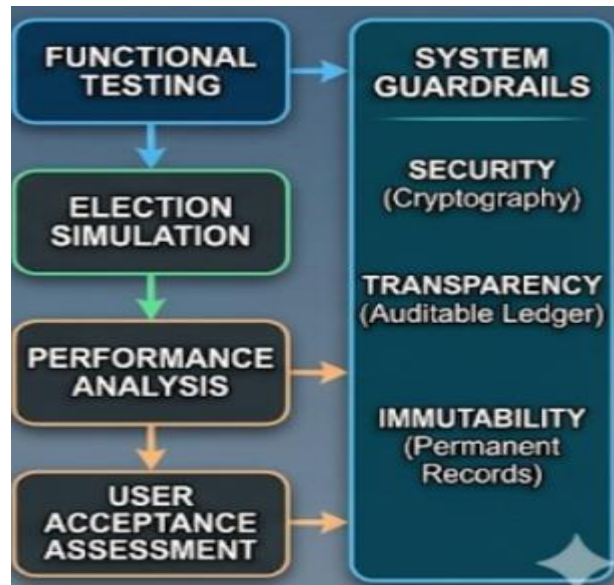 FUNCTIONAL
TESTING
ELECTION
SIMULATION
PERFORMANCE
ANALYSIS
USER
ACCEPTANCE
ASSESSMENT
SYSTEM
GUARDRAILS
SECURITY
(Cryptography)
TRANSPARENCY
(Auditable Ledger)
IMMUTABILITY
(Permanent
Records)